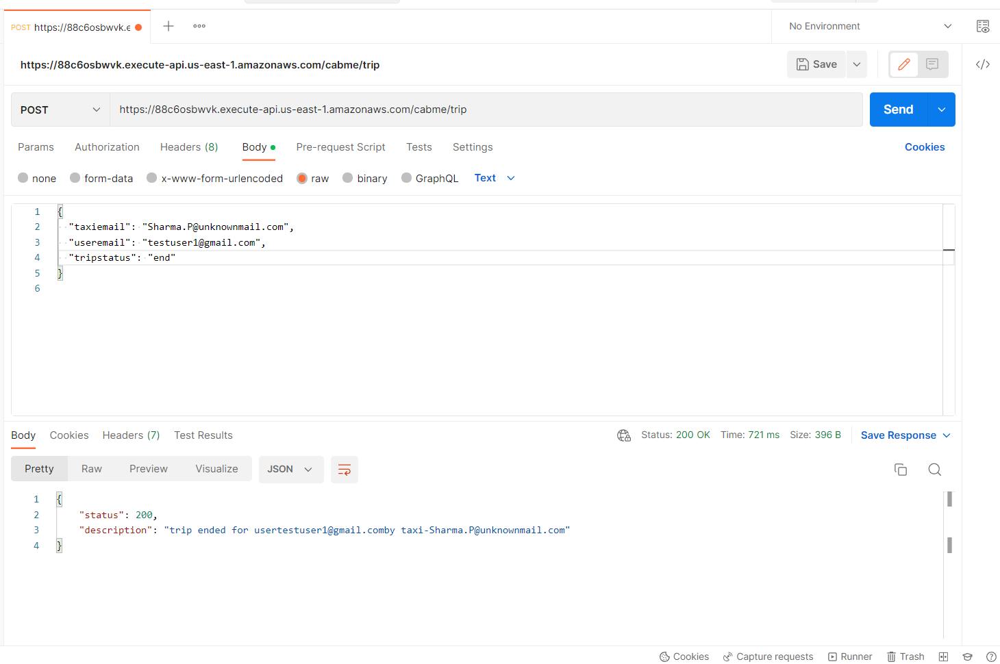 POST https://88c6osbwvk.e
No Environment
https://88c6osbwvk.execute-api.us-east-1.amazonaws.com/cabme/trip
Save
POST https://88c6osbwvk.execute-api.us-east-1.amazonaws.com/cabme/trip Send
Params Authorization Headers (8) Body Pre-request Script Tests Settings Cookies
none form-data x-www-form-urlencoded raw binary GraphQL Text
1 {
2 "taxiemail": "Sharma.P@unknownmail.com",
3 "useremail": "testuser1@gmail.com",
4 "tripstatus": "end"
5 }
6
Body Cookies Headers (7) Test Results Status: 200 OK Time: 721 ms Size: 396 B Save Response
Pretty Raw Preview Visualize JSON
1 {
2 "status": 200,
3 "description": "trip ended for usertestuser1@gmail.comby taxi-Sharma.P@unknownmail.com"
4 }
Cookies Capture requests Runner Trash